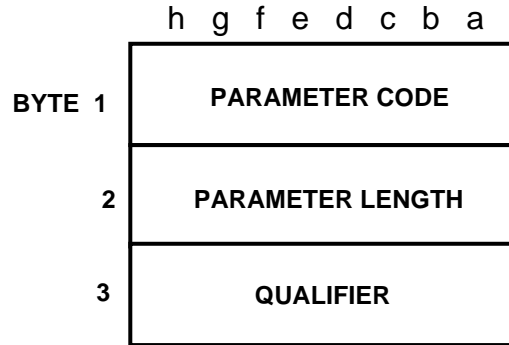 h g f e d c b a
BYTE 1 PARAMETER CODE
2 PARAMETER LENGTH
3 QUALIFIER